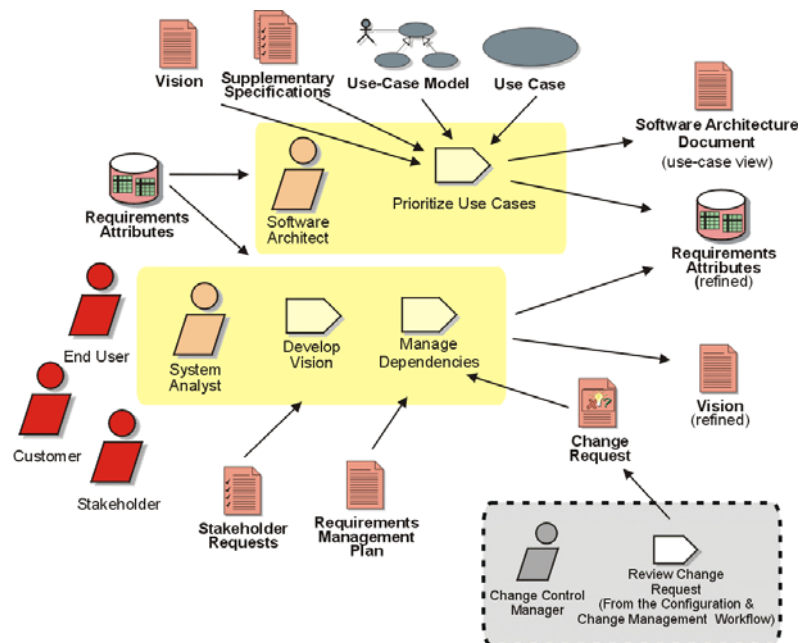 Vision
Supplementary
Specifications
Use-Case Model
Use Case
Software Architecture
Document
(use-case view)
Requirements
Attributes
Software
Architect
Prioritize Use Cases
Requirements
Attributes
(refined)
End User
System
Analyst
Develop
Vision
Manage
Dependencies
Vision
(refined)
Customer
Stakeholder
Stakeholder
Requests
Requirements
Management
Plan
Change
Request
Change Control
Manager
Review Change
Request
(From the Configuration &
Change Management Workflow)